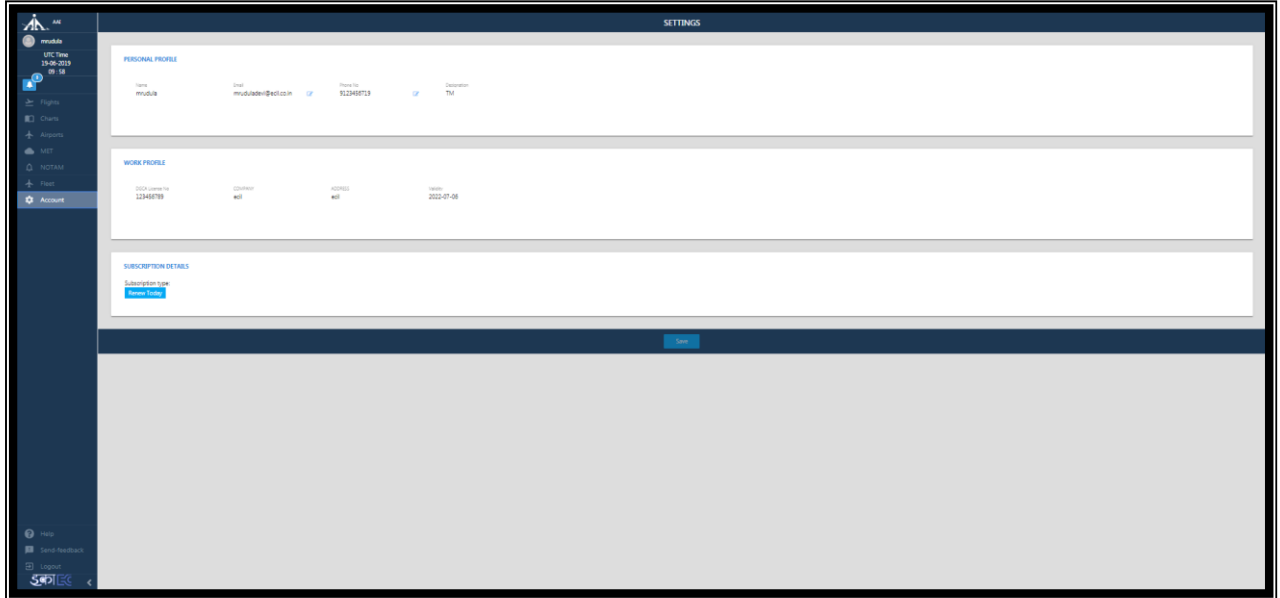 AAI
SETTINGS
mrudula
UTC Time
19-06-2019
09 : 58
4
Flights
Charts
Airports
MET
NOTAM
Fleet
Account
PERSONAL PROFILE
Name Email Phone No
mrudula mruduladevi@ecil.co.in 9123456719 TM
WORK PROFILE
DGCA License No COMPANY ADDRESS Validity
123456789 ecil ecil 2022-07-08
SUBSCRIPTION DETAILS
Subscription type:
Renew Today
Save
Help
Send-feedback
Logout